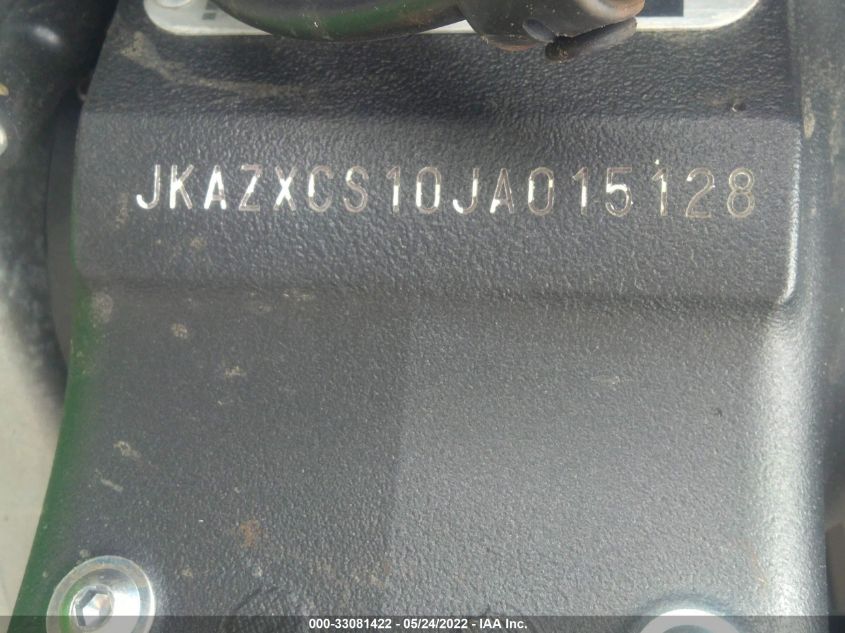 JKAZXCS10JA015128
000-33081422 - 05/24/2022 - IAA Inc.